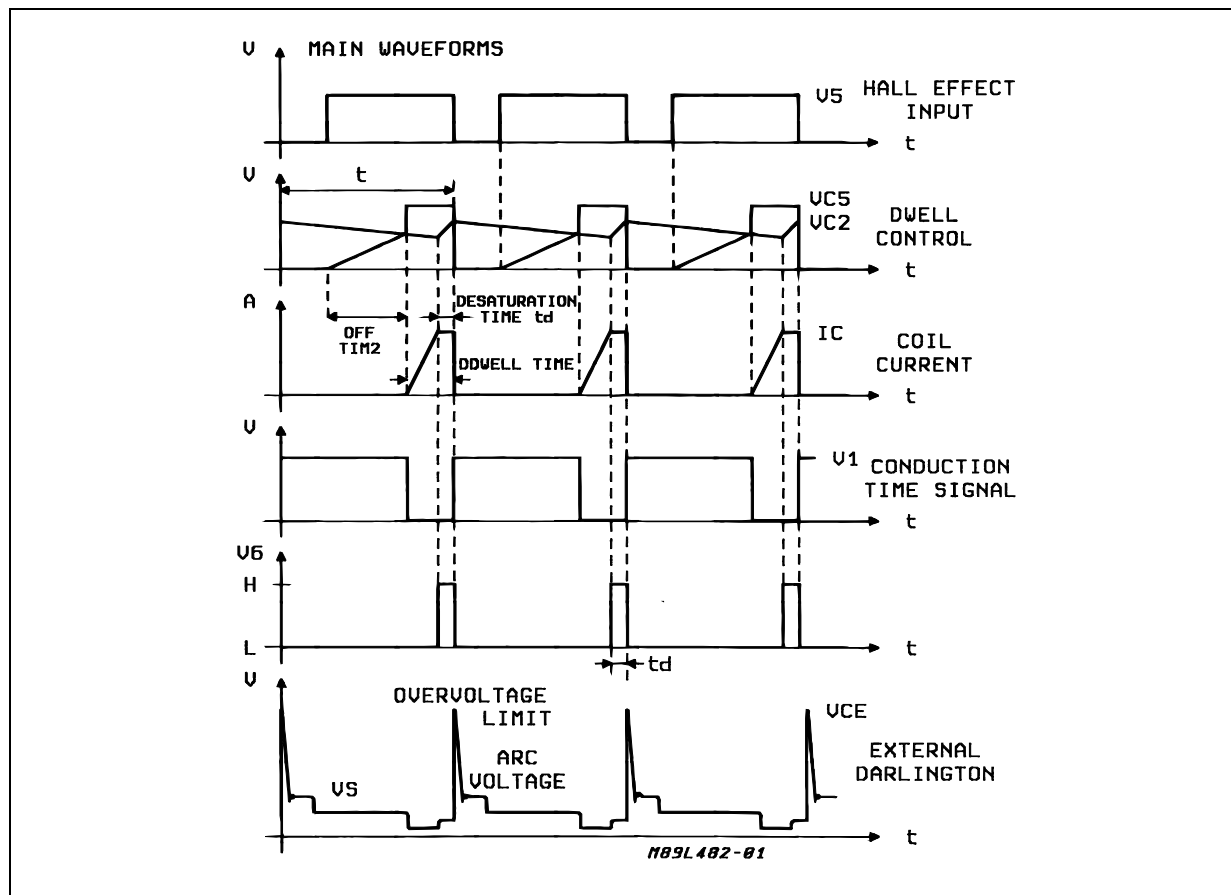 V MAIN WAVEFORMS
V5 HALL EFFECT
INPUT
t
V
t
VC5
VC2
DWELL
CONTROL
t
A
DESATURATION
TIME td
OFF
TIM2
DDWELL TIME
IC
COIL
CURRENT
t
V
V1 CONDUCTION
TIME SIGNAL
t
V6
H
L
t
td
V
OVERVOLTAGE
LIMIT
VCE
ARC
VOLTAGE
EXTERNAL
DARLINGTON
VS
t
M89L482-01